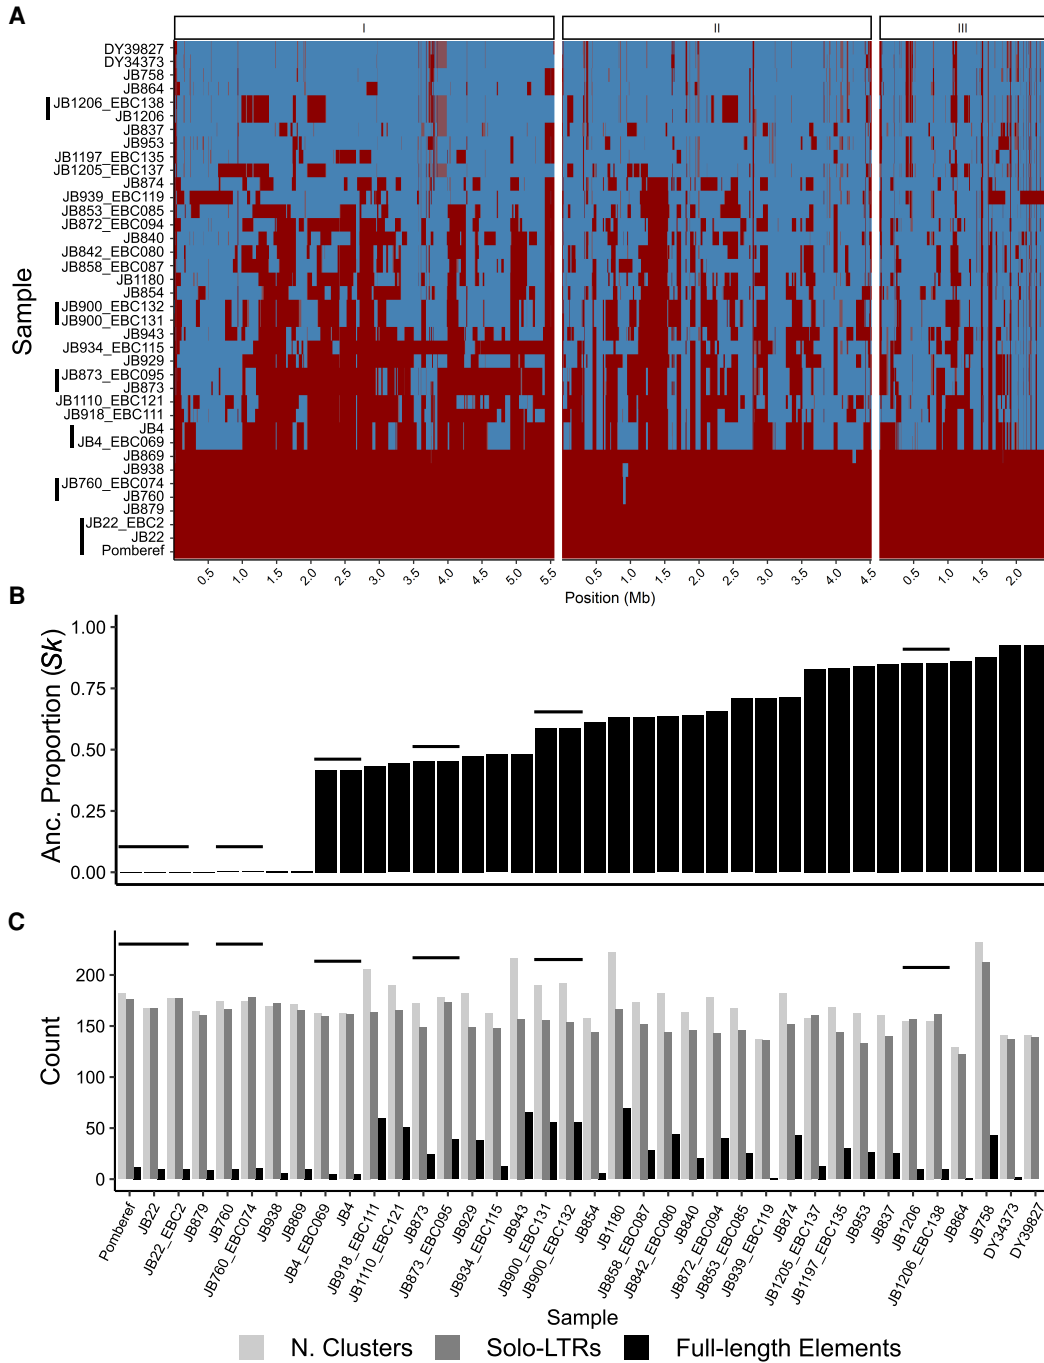 A
I
II
III
DY39827
DY34373
JB758
JB864
JB1206_EBC138
JB1206
JB837
JB953
JB1197_EBC135
JB1205_EBC137
JB874
JB939_EBC119
JB853_EBC085
JB872_EBC094
JB840
JB842_EBC080
JB858_EBC087
JB1180
JB854
JB900_EBC132
JB900_EBC131
JB943
JB934_EBC115
JB929
JB873_EBC095
JB873
JB1110_EBC121
JB918_EBC111
JB4
JB4_EBC069
JB869
JB938
JB760_EBC074
JB760
JB879
JB22_EBC2
JB22
Pomberef
Sample
0.5 1.0 1.5 2.0 2.5 3.0 3.5 4.0 4.5 5.0 5.5
0.5 1.0 1.5 2.0 2.5 3.0 3.5 4.0 4.5
0.5 1.0 1.5 2.0
Position (Mb)
B
Anc. Proportion (Sk)
1.00
0.75
0.50
0.25
0.00
C
Count
200
150
100
50
0
Pomberef
JB22
JB22_EBC2
JB879
JB760
JB760_EBC074
JB938
JB869
JB4_EBC069
JB4
JB918_EBC111
JB1110_EBC121
JB873
JB873_EBC095
JB929
JB934_EBC115
JB943
JB900_EBC131
JB900_EBC132
JB854
JB1180
JB858_EBC087
JB842_EBC080
JB840
JB872_EBC094
JB853_EBC085
JB939_EBC119
JB874
JB1205_EBC137
JB1197_EBC135
JB953
JB837
JB1206
JB1206_EBC138
JB864
JB758
DY34373
DY39827
Sample
N. Clusters
Solo-LTRs
Full-length Elements